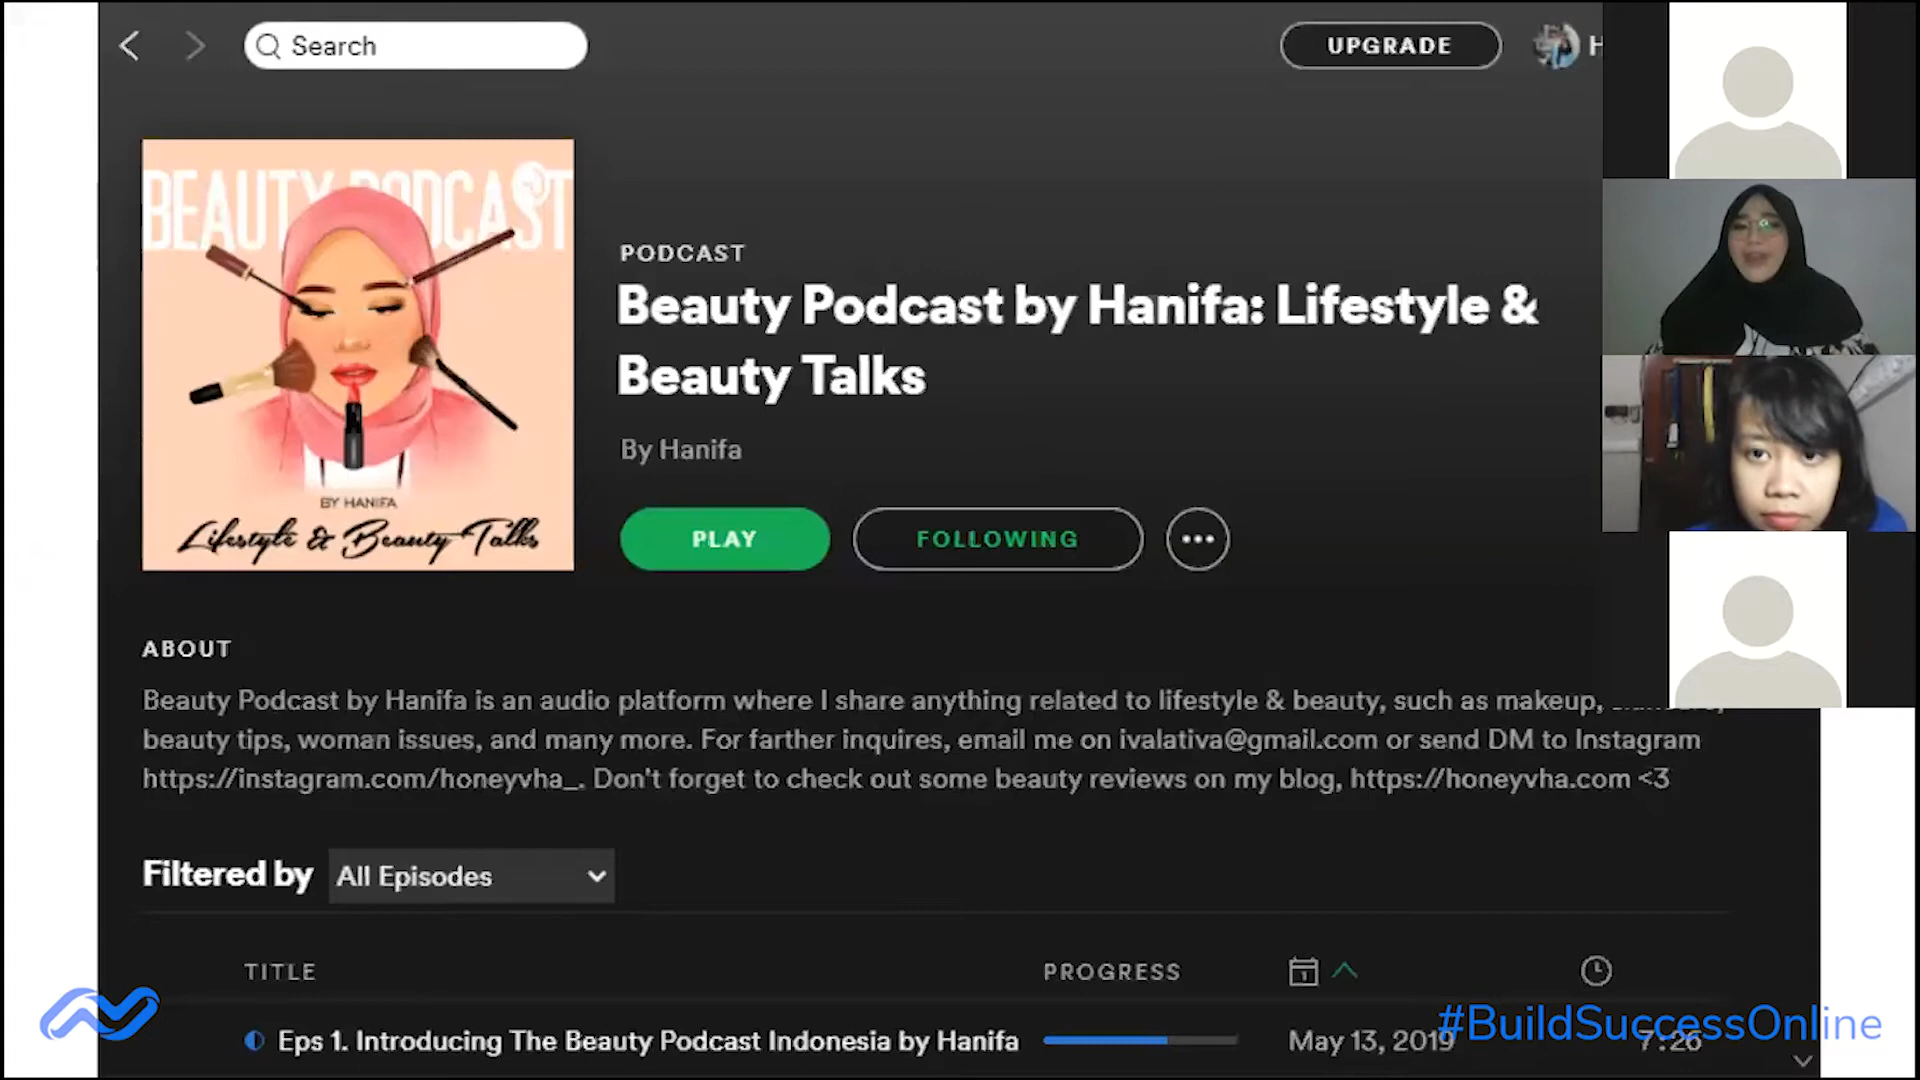 Search
UPGRADE
H
BEAUTY PODCAST
BY HANIFA
Lifestyle & Beauty Talks
PODCAST
Beauty Podcast by Hanifa: Lifestyle &
Beauty Talks
By Hanifa
PLAY
FOLLOWING
ABOUT
Beauty Podcast by Hanifa is an audio platform where I share anything related to lifestyle & beauty, such as makeup,
beauty tips, woman issues, and many more. For farther inquires, email me on ivalativa@gmail.com or send DM to Instagram
https://instagram.com/honeyvha_. Don't forget to check out some beauty reviews on my blog, https://honeyvha.com <3
Filtered by All Episodes
TITLE PROGRESS
Eps 1. Introducing The Beauty Podcast Indonesia by Hanifa May 13, 2019 7:26
#BuildSuccessOnline